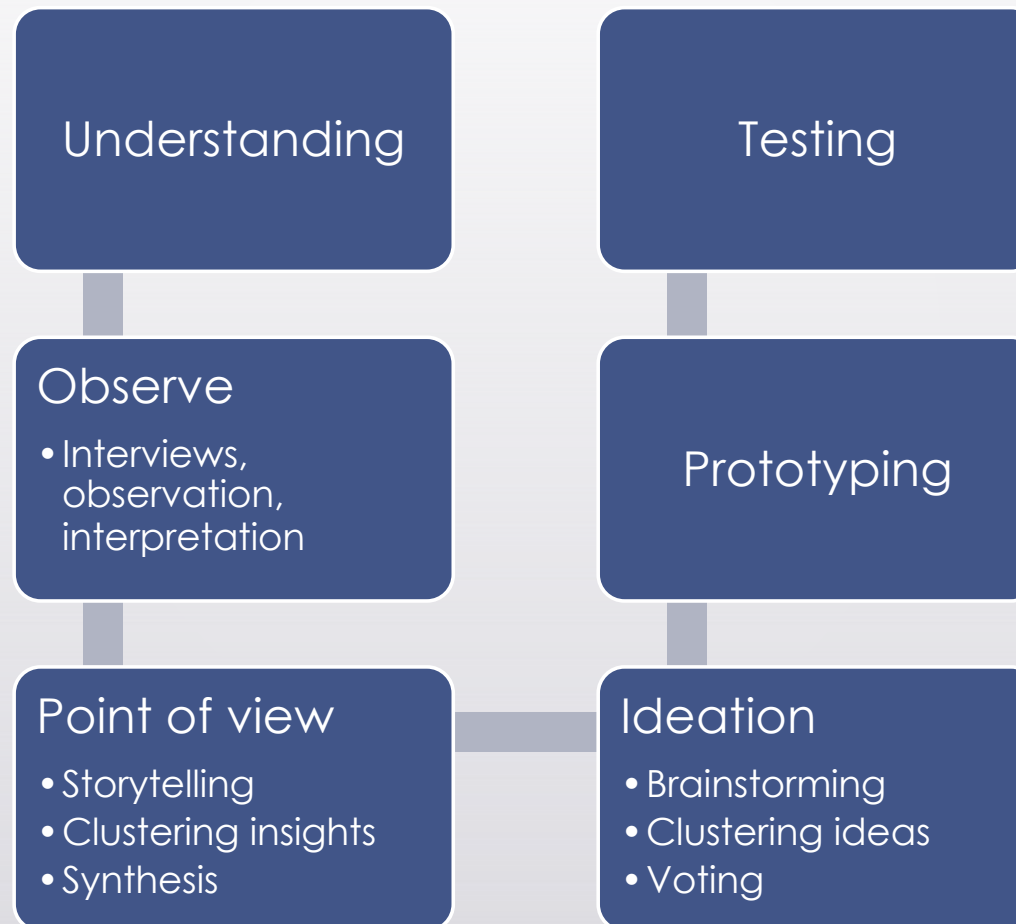 Understanding
Observe
• Interviews,
observation,
interpretation
Point of view
• Storytelling
• Clustering insights
• Synthesis
Ideation
• Brainstorming
• Clustering ideas
• Voting
Prototyping
Testing